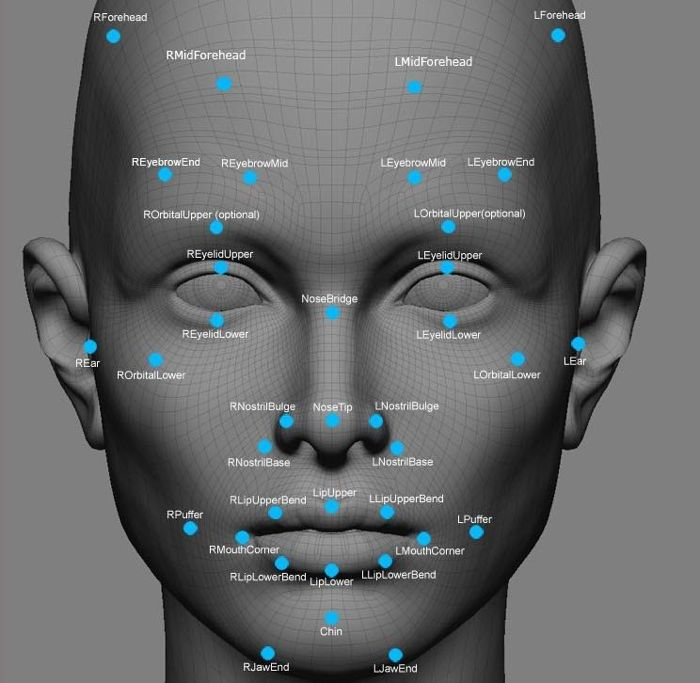 RForehead
LForehead
RMidForehead
LMidForehead
REyebrowEnd
REyebrowMid
LEyebrowMid
LEyebrowEnd
ROrbitalUpper (optional)
LOrbitalUpper(optional)
REyelidUpper
LEyelidUpper
NoseBridge
REyelidLower
LEyelidLower
REar
LEar
ROrbitalLower
LOrbitalLower
RNostrilBulge
NoseTip
LNostrilBulge
RNostrilBase
LNostrilBase
RLipUpperBend
LipUpper
LLipUpperBend
RPuffer
LPuffer
RMouthCorner
LMouthCorner
RLipLowerBend
LipLower
LLipLowerBend
Chin
RJawEnd
LJawEnd